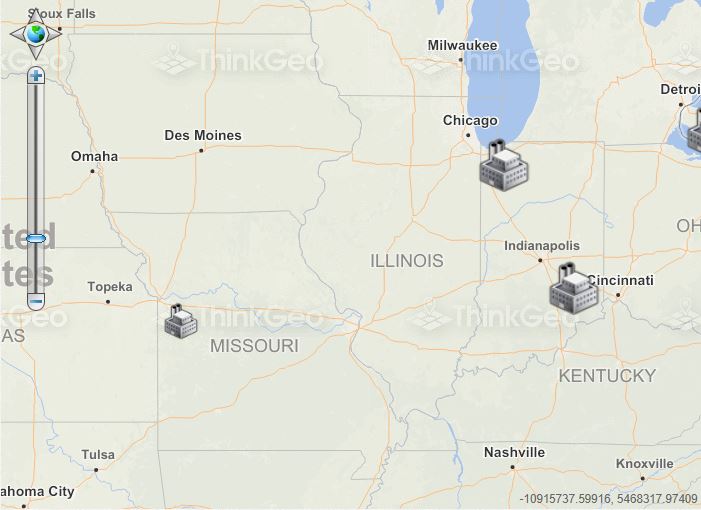 Sioux Falls
ThinkGeo
ThinkGeo
Milwaukee
Detroi
Chicago
Des Moines
Omaha
ted
tes
OH
ILLINOIS
Indianapolis
Cincinnati
Topeka
Geo
ThinkGeo
ThinkGeo
AS
MISSOURI
KENTUCKY
Tulsa
Nashville
Knoxville
ahoma City
-10915737.59916, 5468317.97409